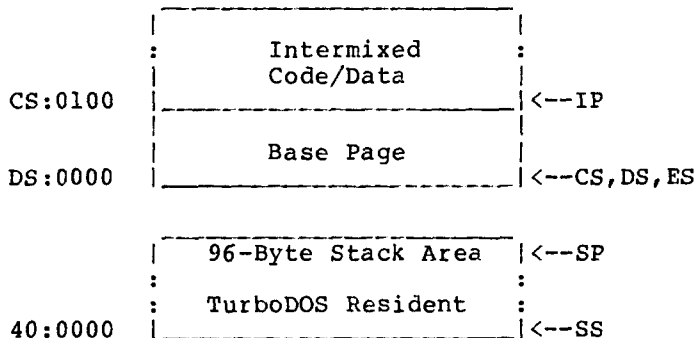 Intermixed
Code/Data
CS:0100 <--IP
Base Page
DS:0000 <--CS,DS,ES
96-Byte Stack Area <--SP
TurboDOS Resident
40:0000 <--SS